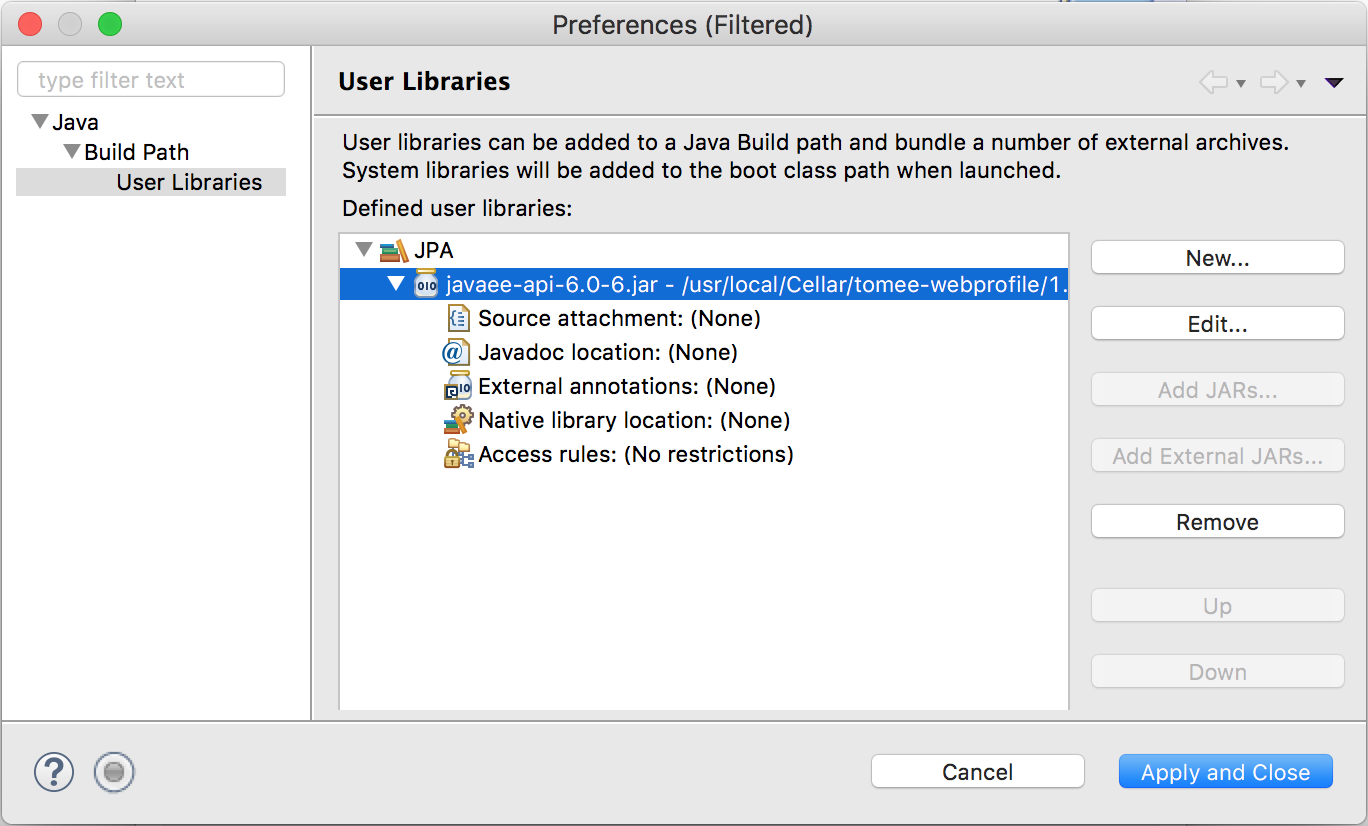 Preferences (Filtered)
type filter text
Java
Build Path
User Libraries
User Libraries
User libraries can be added to a Java Build path and bundle a number of external archives.
System libraries will be added to the boot class path when launched.
Defined user libraries:
JPA
javaee-api-6.0-6.jar - /usr/local/Cellar/tomee-webprofile/1.
Source attachment: (None)
Javadoc location: (None)
External annotations: (None)
Native library location: (None)
Access rules: (No restrictions)
New...
Edit...
Add JARs...
Add External JARs...
Remove
Up
Down
Cancel
Apply and Close